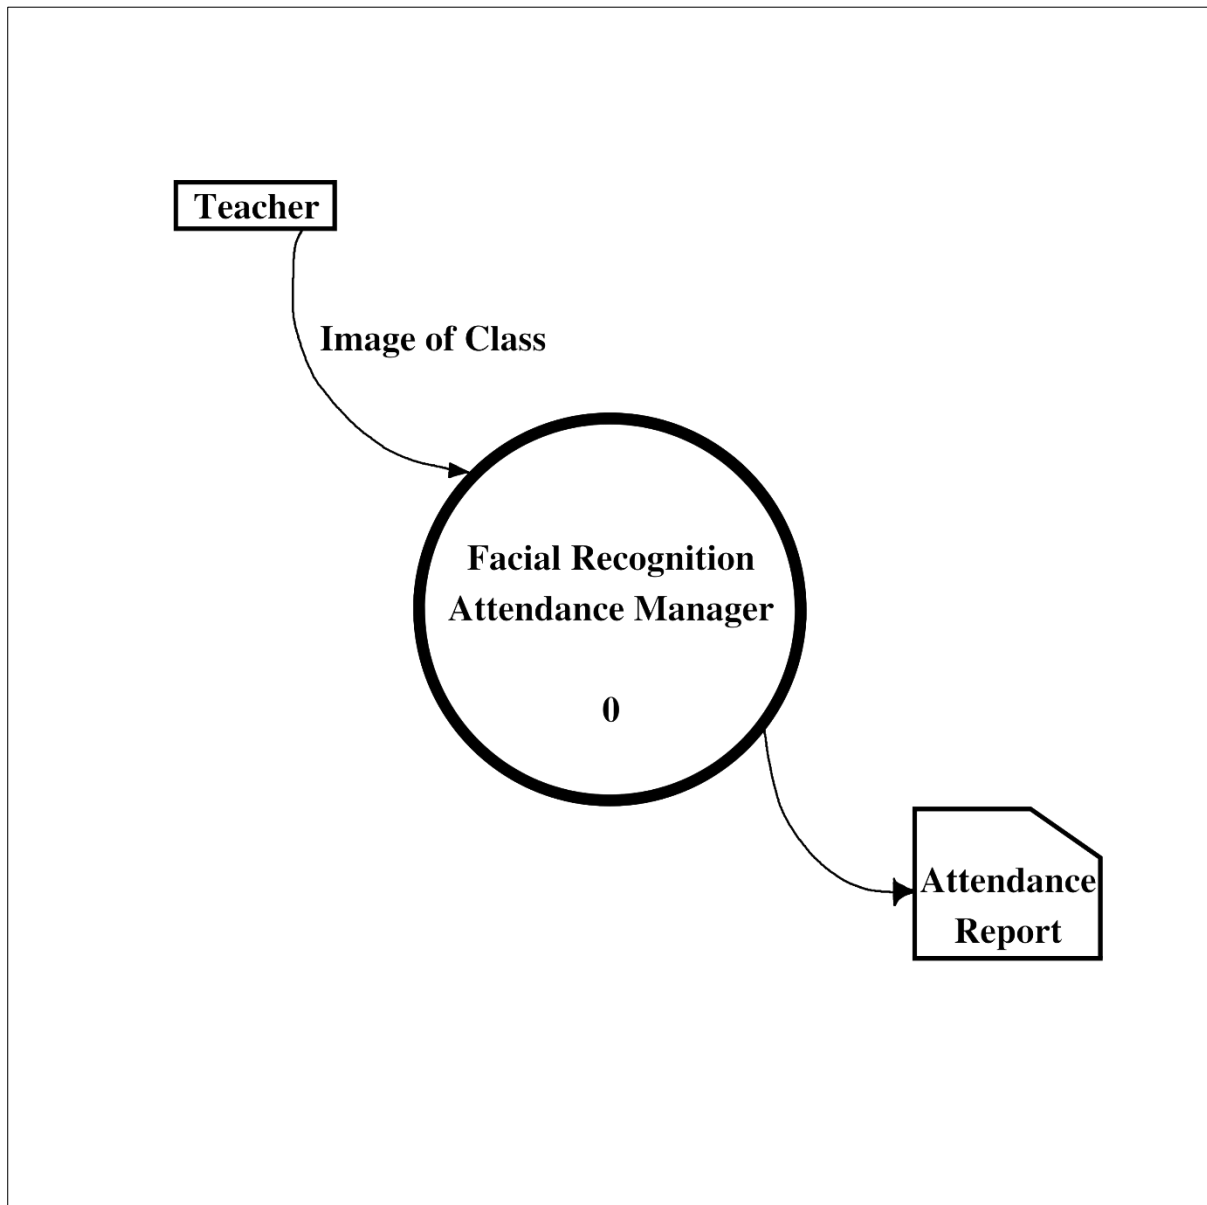 Teacher
Image of Class
Facial Recognition
Attendance Manager
0
Attendance
Report